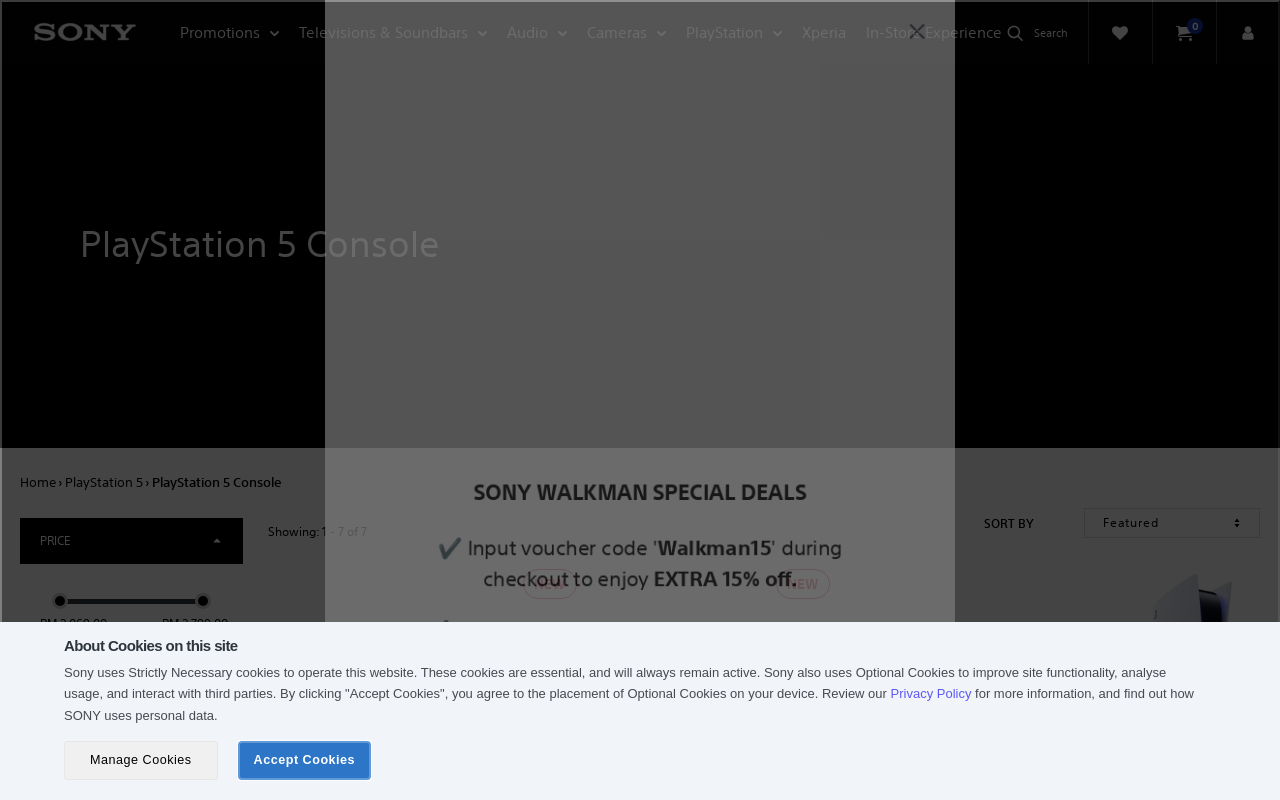 SONY Promotions Televisions & Soundbars Audio Cameras PlayStation Xperia In-Store Experience Search 0
PlayStation 5 Console
Home › PlayStation 5 › PlayStation 5 Console
SONY WALKMAN SPECIAL DEALS
PRICE
Showing: 1 - 7 of 7
SORT BY
Featured
✔️ Input voucher code 'Walkman15' during
checkout to enjoy EXTRA 15% off.
NEW
NEW
About Cookies on this site
Sony uses Strictly Necessary cookies to operate this website. These cookies are essential, and will always remain active. Sony also uses Optional Cookies to improve site functionality, analyse
usage, and interact with third parties. By clicking "Accept Cookies", you agree to the placement of Optional Cookies on your device. Review our Privacy Policy for more information, and find out how
SONY uses personal data.
Manage Cookies
Accept Cookies